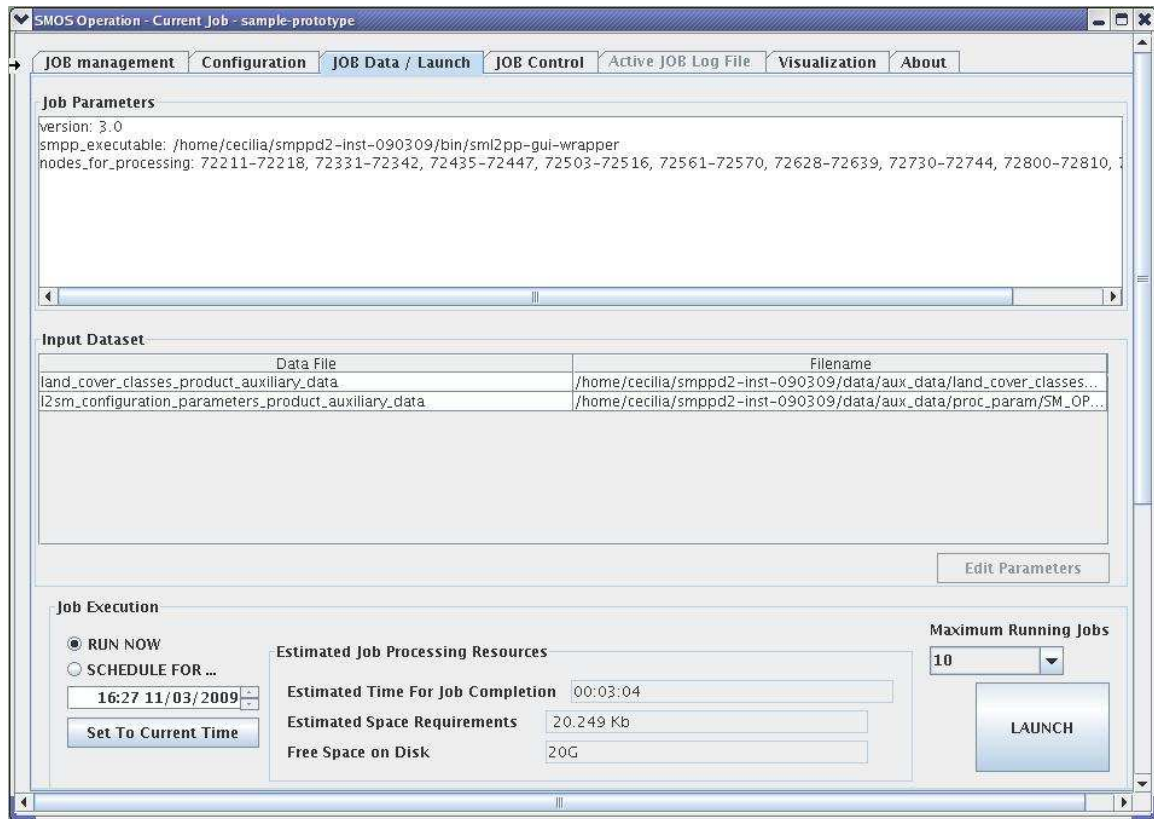 SMOS Operation - Current Job - sample-prototype
JOB management Configuration JOB Data / Launch JOB Control Active JOB Log File Visualization About
Job Parameters
version: 3.0
smpp_executable: /home/cecilia/smppd2-inst-090309/bin/sml2pp-gui-wrapper
nodes_for_processing: 72211-72218, 72331-72342, 72435-72447, 72503-72516, 72561-72570, 72628-72639, 72730-72744, 72800-72810,
Input Dataset
Data File Filename
land_cover_classes_product_auxiliary_data /home/cecilia/smppd2-inst-090309/data/aux_data/land_cover_classes...
l2sm_configuration_parameters_product_auxiliary_data /home/cecilia/smppd2-inst-090309/data/aux_data/proc_param/SM_OP...
Edit Parameters
Job Execution
RUN NOW
SCHEDULE FOR ...
16:27 11/03/2009
Set To Current Time
Estimated Job Processing Resources
Estimated Time For Job Completion 00:03:04
Estimated Space Requirements 20.249 Kb
Free Space on Disk 20G
Maximum Running Jobs
10
LAUNCH